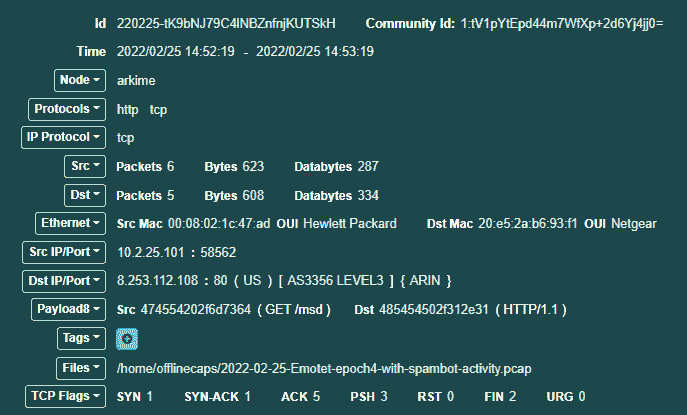 Id 220225-tK9bNJ79C4lNBZnfnjKUTSkH Community Id: 1:tV1pYtEpd44m7WfXp+2d6Yj4jj0=
Time 2022/02/25 14:52:19 - 2022/02/25 14:53:19
Node arkime
Protocols http tcp
IP Protocol tcp
Src Packets 6 Bytes 623 Databytes 287
Dst Packets 5 Bytes 608 Databytes 334
Ethernet Src Mac 00:08:02:1c:47:ad OUI Hewlett Packard Dst Mac 20:e5:2a:b6:93:f1 OUI Netgear
Src IP/Port 10.2.25.101 : 58562
Dst IP/Port 8.253.112.108 : 80 ( US ) [ AS3356 LEVEL3 ] { ARIN }
Payload8 Src 474554202f6d7364 ( GET /msd ) Dst 485454502f312e31 ( HTTP/1.1 )
Tags
Files /home/offlinecaps/2022-02-25-Emotet-epoch4-with-spambot-activity.pcap
TCP Flags SYN 1 SYN-ACK 1 ACK 5 PSH 3 RST 0 FIN 2 URG 0